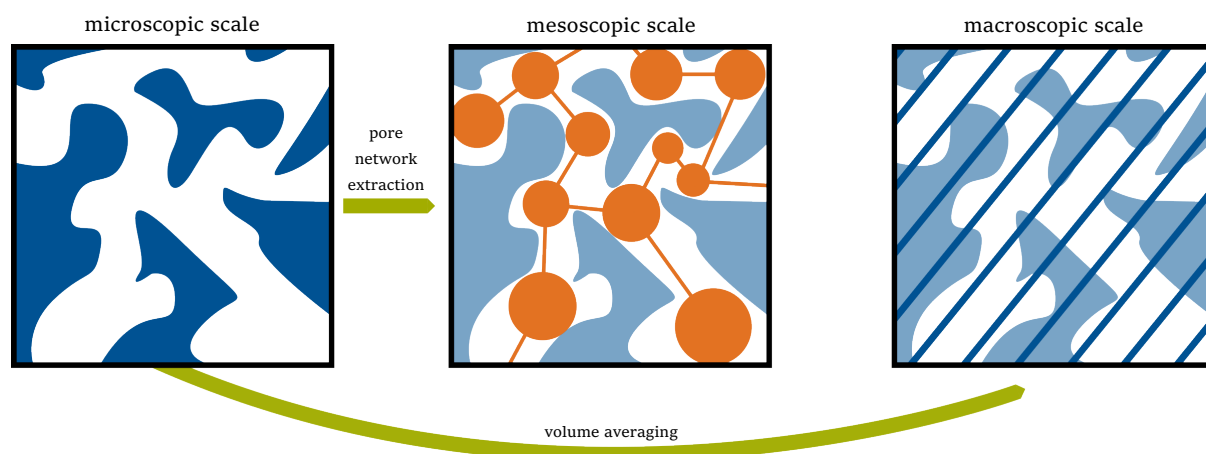 microscopic scale
mesoscopic scale
macroscopic scale
pore
network
extraction
volume averaging